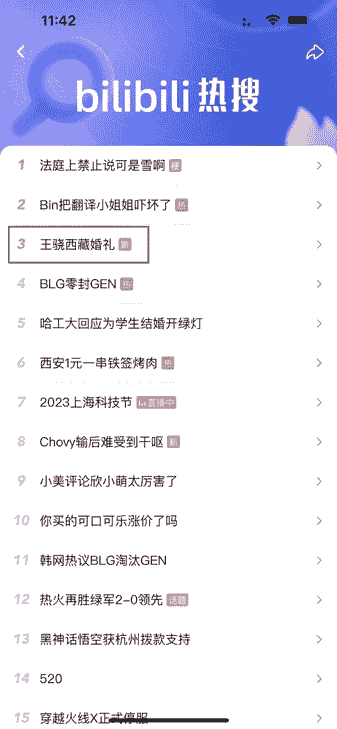 11:42
bilibili 热搜
1 法庭上禁止说可是雪啊 梗
2 Bin把翻译小姐姐吓坏了 热
3 王骁西藏婚礼 新
4 BLG零封GEN 热
5 哈工大回应为学生结婚开绿灯
6 西安1元一串铁签烤肉 热
7 2023上海科技节 直播中
8 Chovy输后难受到干呕 新
9 小美评论欣小萌太厉害了
10 你买的可口可乐涨价了吗
11 韩网热议BLG淘汰GEN
12 热火再胜绿军2-0领先 话题
13 黑神话悟空获杭州拨款支持
14 520
15 穿越火线X正式停服